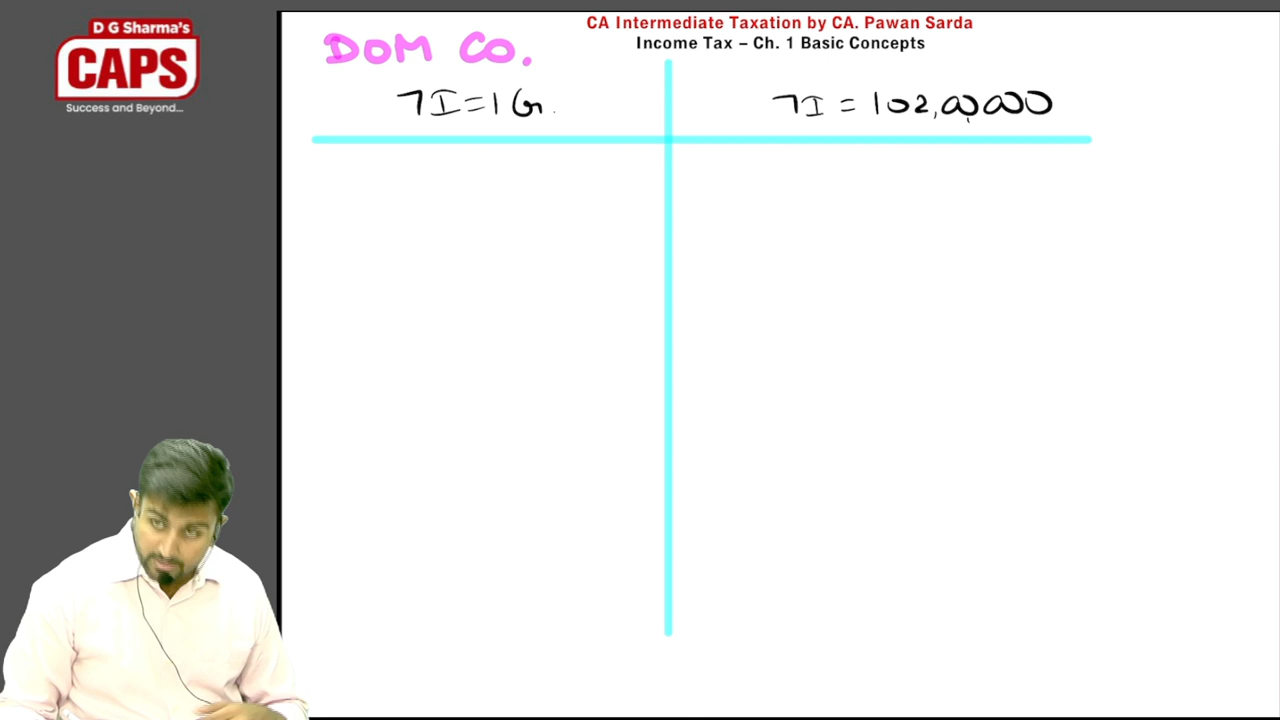 D G Sharma's
CAPS
Success and Beyond...
CA Intermediate Taxation by CA. Pawan Sarda
Income Tax – Ch. 1 Basic Concepts
DOM CO.
TI = 1 Cr.
TI = 102,00,000